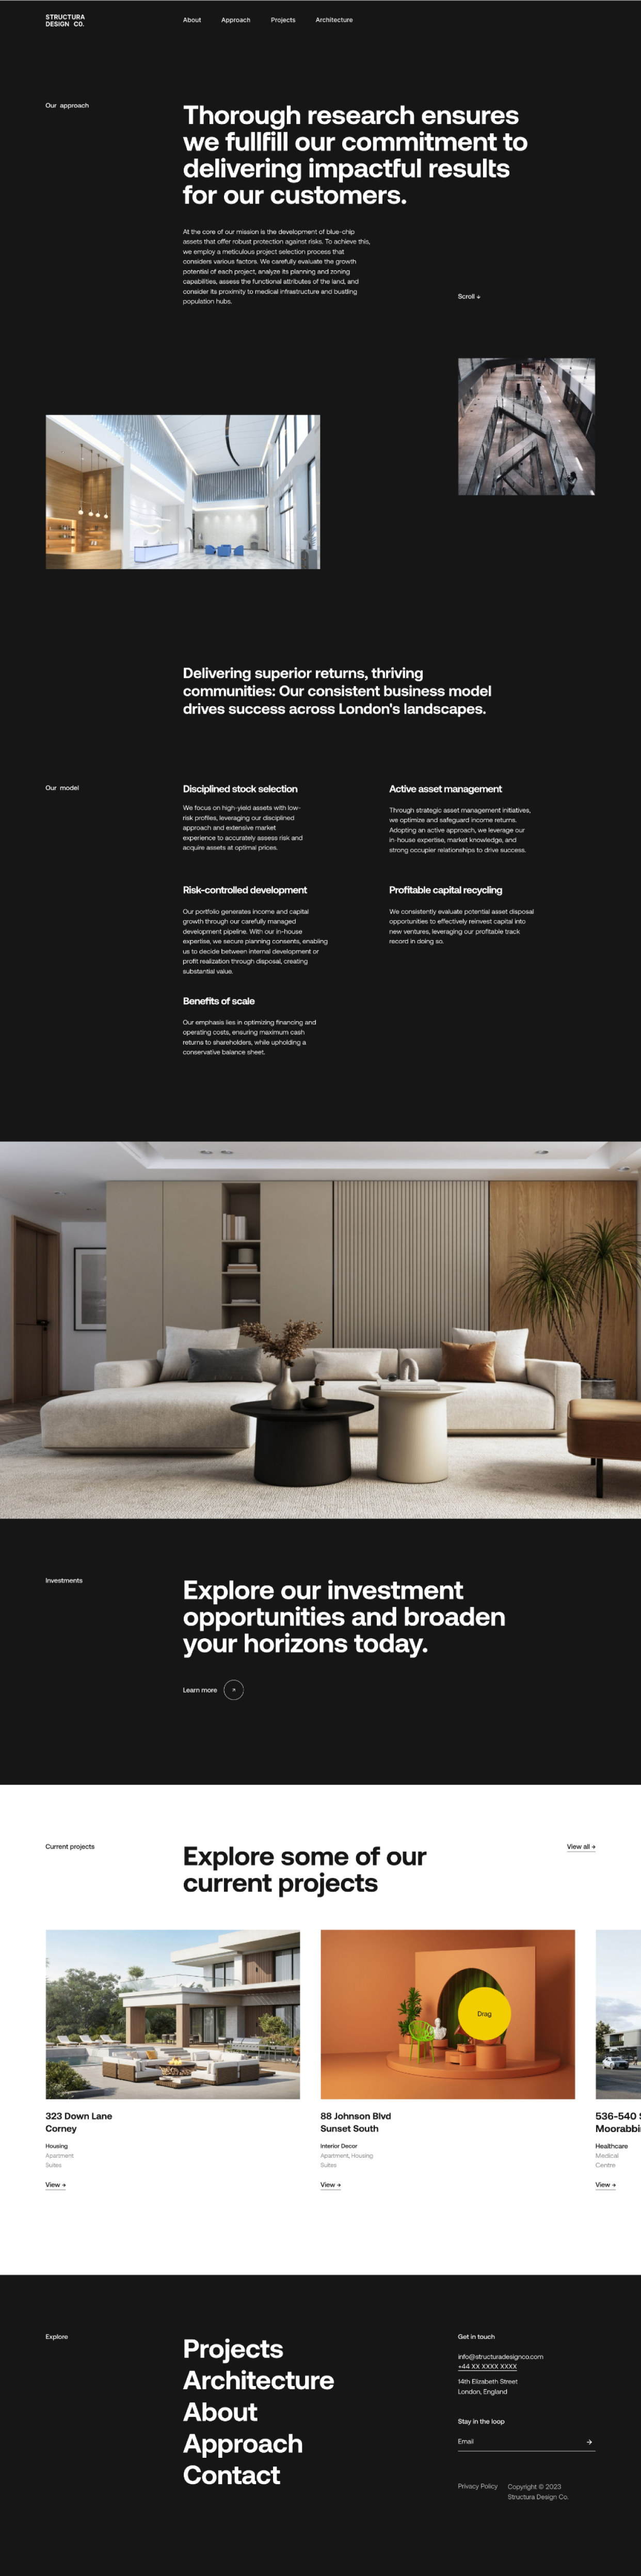 STRUCTURA
DESIGN CO.
About
Approach
Projects
Architecture
Our approach
Thorough research ensures
we fullfill our commitment to
delivering impactful results
for our customers.
At the core of our mission is the development of blue-chip
assets that offer robust protection against risks. To achieve this,
we employ a meticulous project selection process that
considers various factors. We carefully evaluate the growth
potential of each project, analyze its planning and zoning
capabilities, assess the functional attributes of the land, and
consider its proximity to medical infrastructure and bustling
population hubs.
Scroll ↓
Delivering superior returns, thriving
communities: Our consistent business model
drives success across London's landscapes.
Our model
Disciplined stock selection
We focus on high-yield assets with low-
risk profiles, leveraging our disciplined
approach and extensive market
experience to accurately assess risk and
acquire assets at optimal prices.
Active asset management
Through strategic asset management initiatives,
we optimize and safeguard income returns.
Adopting an active approach, we leverage our
in-house expertise, market knowledge, and
strong occupier relationships to drive success.
Risk-controlled development
Our portfolio generates income and capital
growth through our carefully managed
development pipeline. With our in-house
expertise, we secure planning consents, enabling
us to decide between internal development or
profit realization through disposal, creating
substantial value.
Profitable capital recycling
We consistently evaluate potential asset disposal
opportunities to effectively reinvest capital into
new ventures, leveraging our profitable track
record in doing so.
Benefits of scale
Our emphasis lies in optimizing financing and
operating costs, ensuring maximum cash
returns to shareholders, while upholding a
conservative balance sheet.
Investments
Explore our investment
opportunities and broaden
your horizons today.
Learn more
Current projects
Explore some of our
current projects
View all →
Drag
323 Down Lane
Corney
Housing
Apartment
Suites
View →
88 Johnson Blvd
Sunset South
Interior Decor
Apartment, Housing
Suites
View →
536-540
Moorabbi
Healthcare
Medical
Centre
View →
Explore
Projects
Architecture
About
Approach
Contact
Get in touch
info@structuradesignco.com
+44 XX XXXX XXXX
14th Elizabeth Street
London, England
Stay in the loop
Email →
Privacy Policy
Copyright © 2023
Structura Design Co.